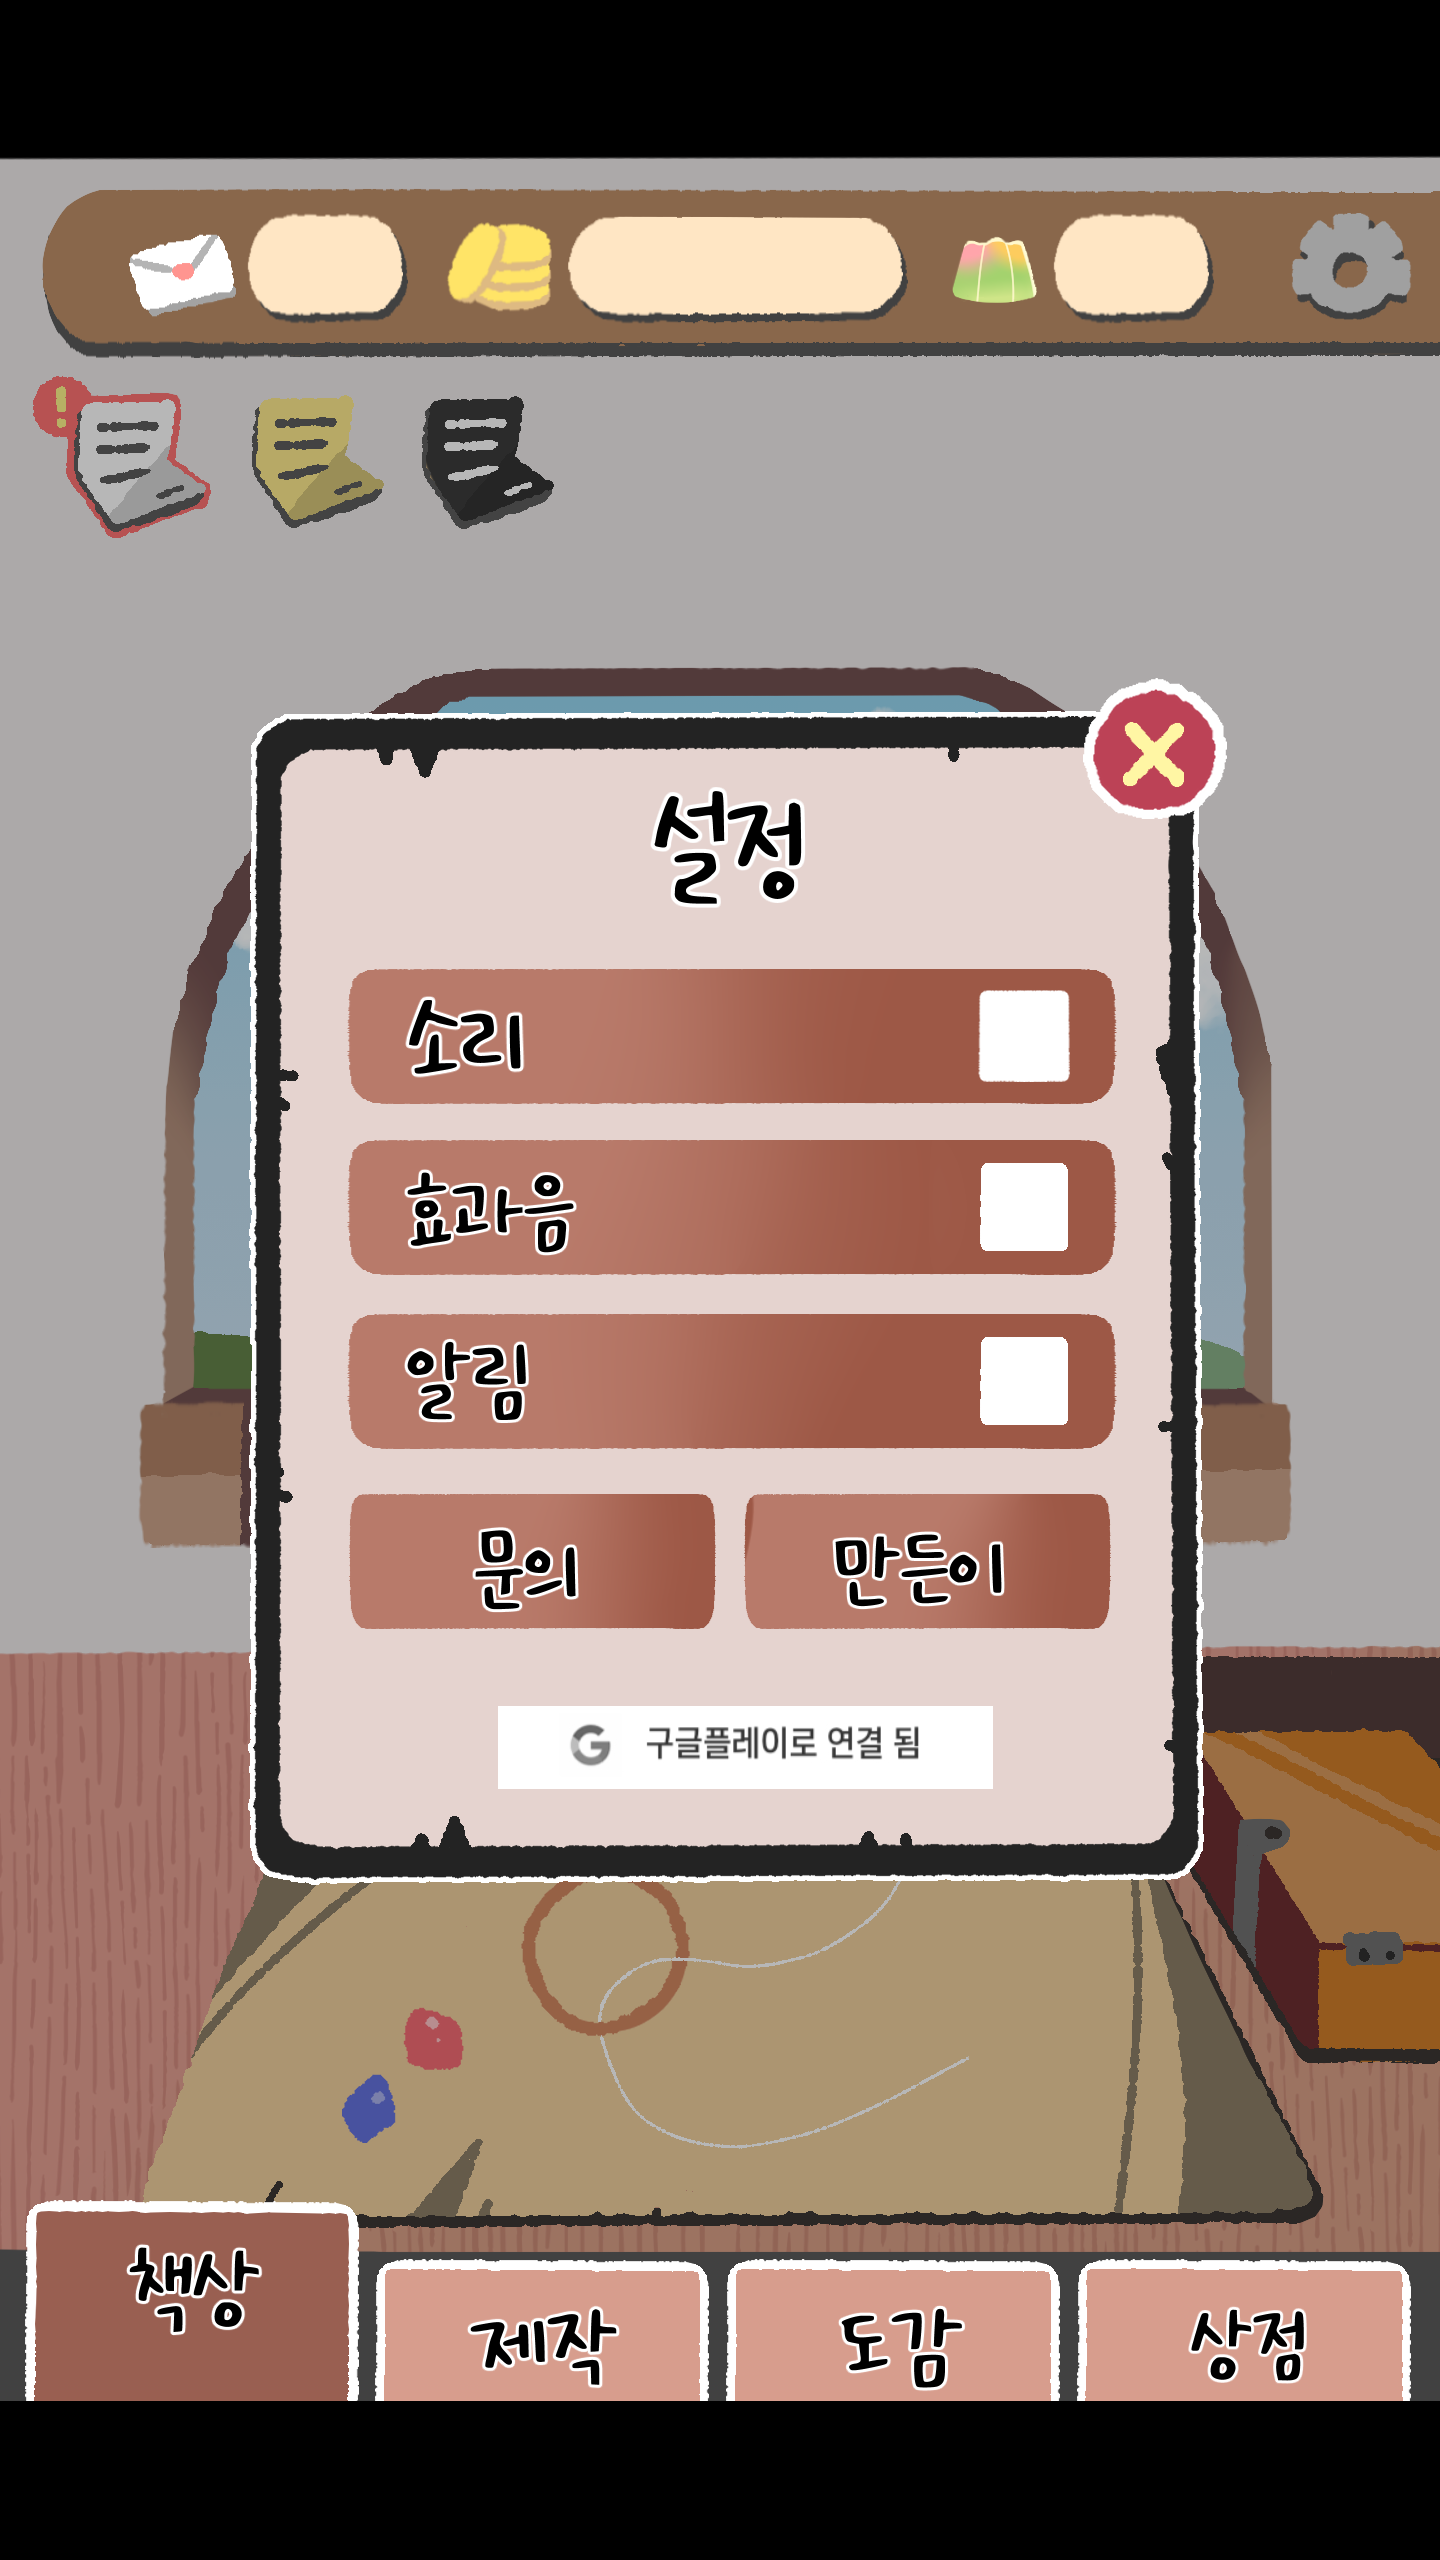 설정
소리
효과음
알림
문의
만든이
구글플레이로 연결 됨
책상
제작
도감
상점